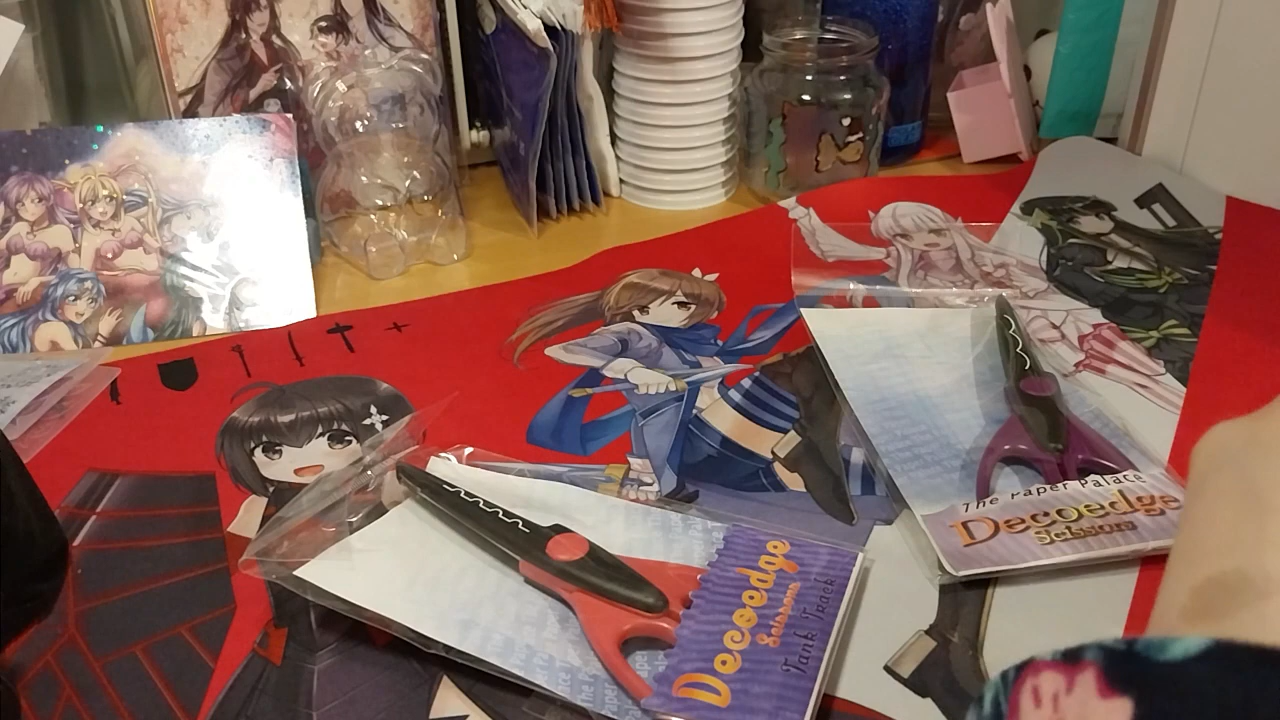 The Paper Palace
Decoedge
Scissors
Decoedge
Scissors
Tank Track